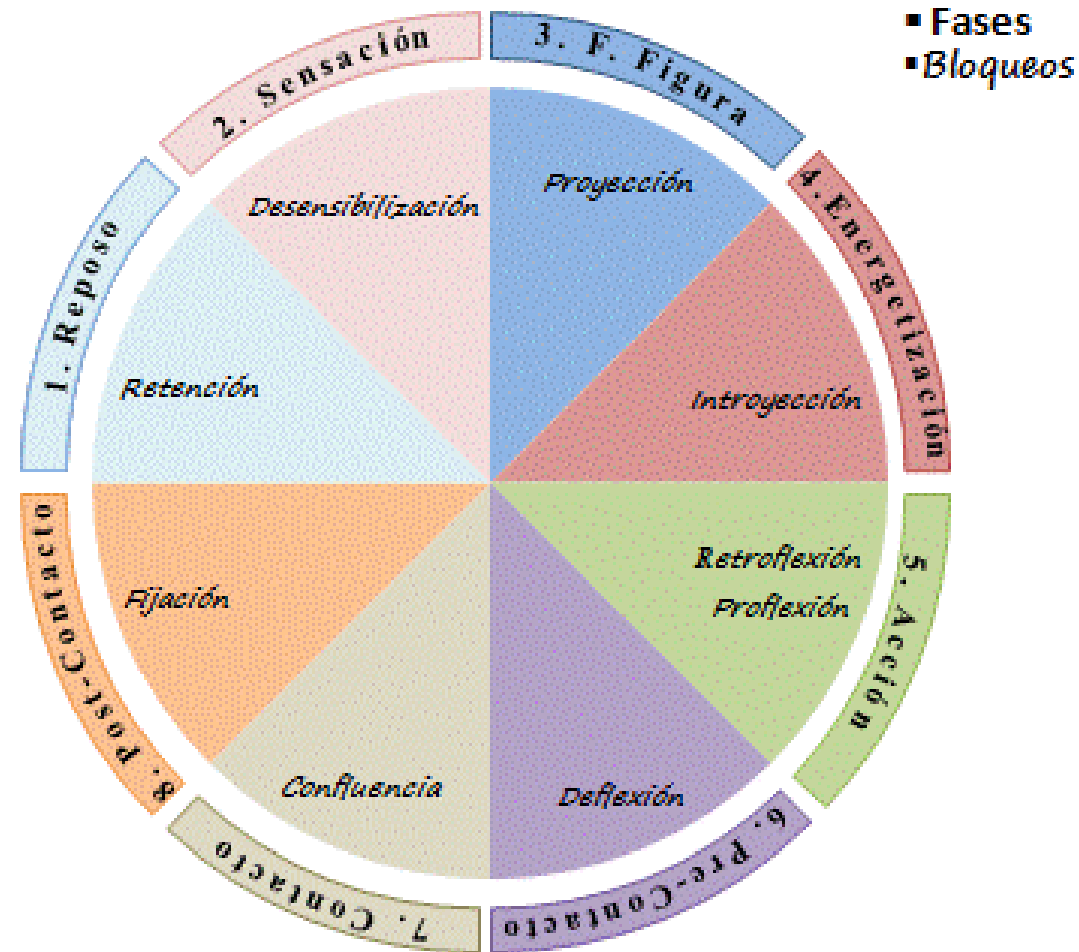 ▪ Fases
▪ Bloqueos
1. Reposo
2. Sensación
3. F. Figura
4. Energetización
5. Acción
6. Pre-Contacto
7. Contacto
8. Post-Contacto
Retención
Desensibilización
Proyección
Introyección
Retroflexión
Proflexión
Deflexión
Confluencia
Fijación